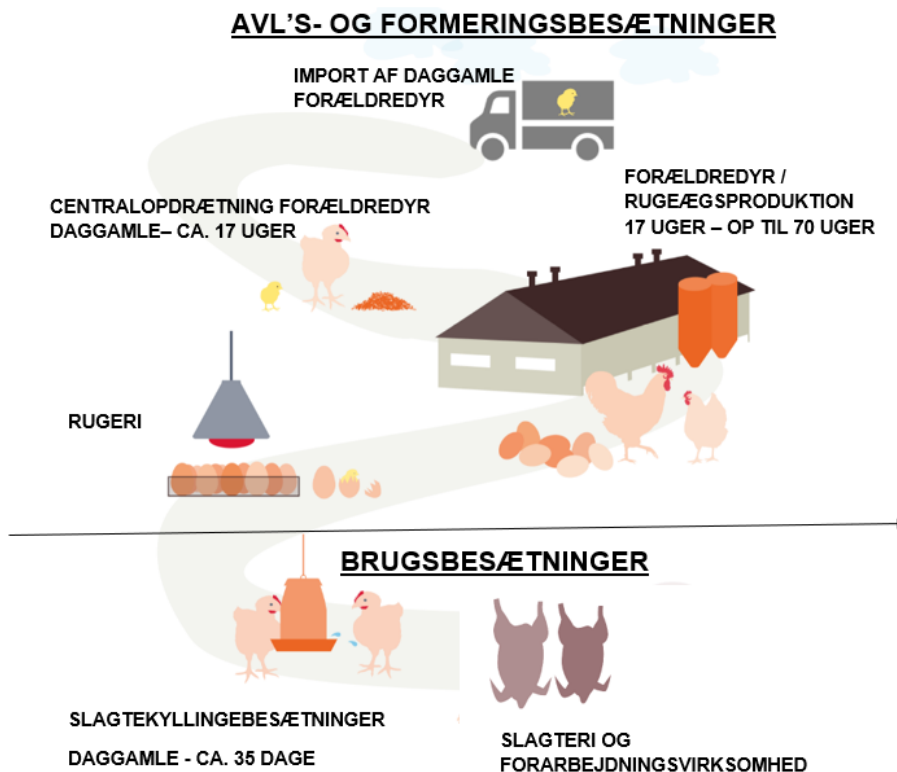 AVL'S- OG FORMERINGSBESÆTNINGER
IMPORT AF DAGGAMLE
FORÆLDREDYR
CENTRALOPDRÆTNING FORÆLDREDYR
DAGGAMLE– CA. 17 UGER
FORÆLDREDYR /
RUGEÆGSPRODUKTION
17 UGER – OP TIL 70 UGER
RUGERI
BRUGSBESÆTNINGER
SLAGTEKYLLINGEBESÆTNINGER
DAGGAMLE - CA. 35 DAGE
SLAGTERI OG
FORARBEJDNINGSVIRKSOMHED